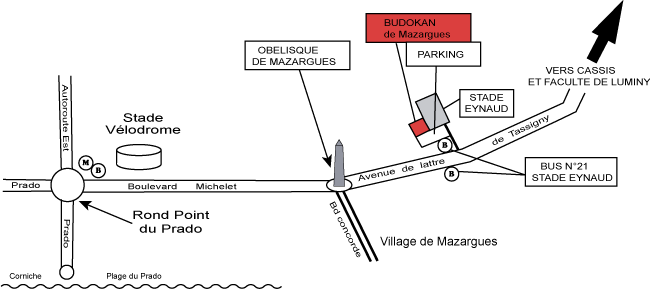 BUDOKAN
de Mazargues
PARKING
OBELISQUE
DE MAZARGUES
VERS CASSIS
ET FACULTE DE LUMINY
STADE
EYNAUD
Autoroute Est
Stade
Vélodrome
de Tassigny
B
M
B
Avenue de lattre
B
BUS N°21
STADE EYNAUD
Prado
Boulevard Michelet
Rond Point
du Prado
Prado
Bd concorde
Village de Mazargues
Corniche
Plage du Prado